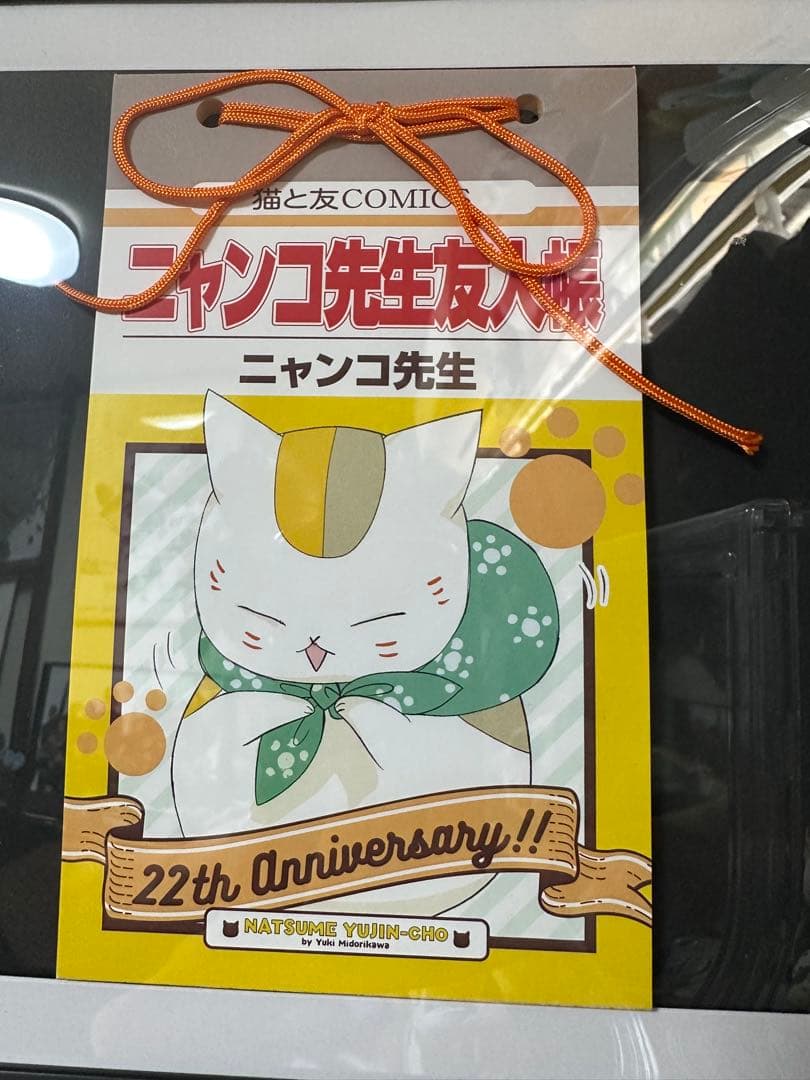 猫と友COMICS
ニャンコ先生友人帳
ニャンコ先生
22th Anniversary!!
NATSUME YUJIN-CHO
by Yuki Midorikawa